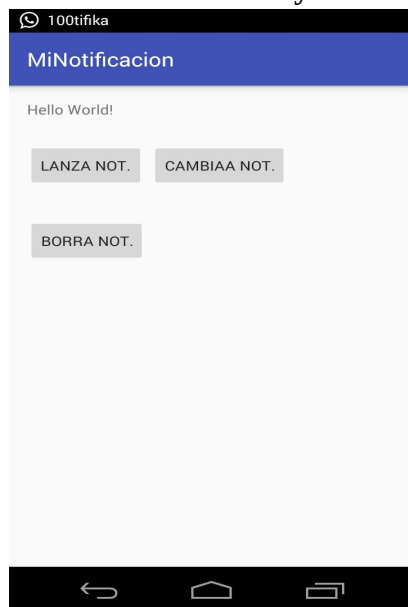 100tifika
MiNotificacion
Hello World!
LANZA NOT.
CAMBIAA NOT.
BORRA NOT.